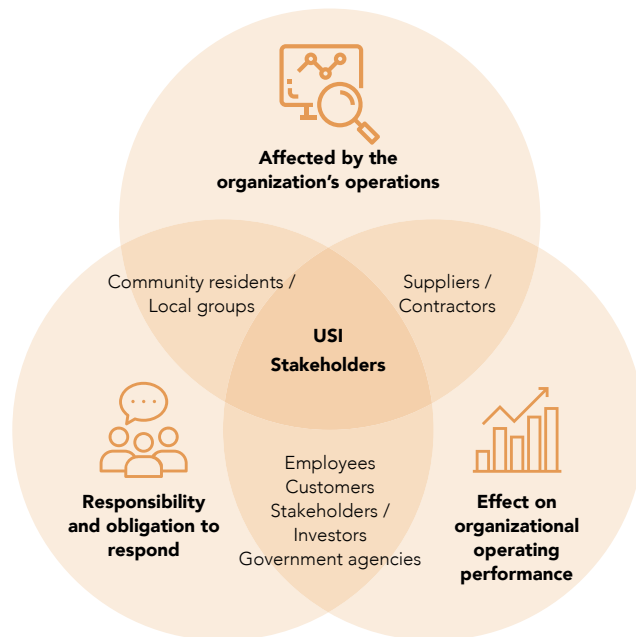 Affected by the
organization's operations
Community residents /
Local groups
Suppliers /
Contractors
USI
Stakeholders
Responsibility
and obligation to
respond
Employees
Customers
Stakeholders /
Investors
Government agencies
Effect on
organizational
operating
performance